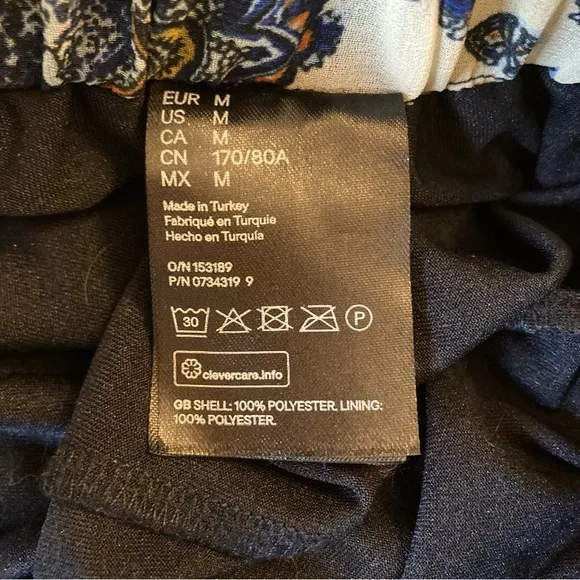 EUR M
US M
CA M
CN 170/80A
MX M
Made in Turkey
Fabriqué en Turquie
Hecho en Turquía
O/N 153189
P/N 0734319 9
30 P
clevercare.info
GB SHELL: 100% POLYESTER. LINING:
100% POLYESTER.